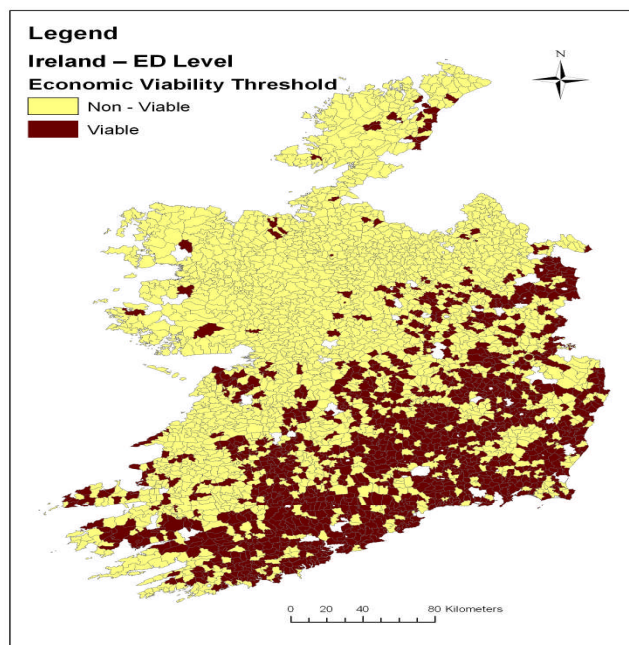 Legend
Ireland – ED Level
Economic Viability Threshold
Non - Viable
Viable
N
0 20 40 80 Kilometers